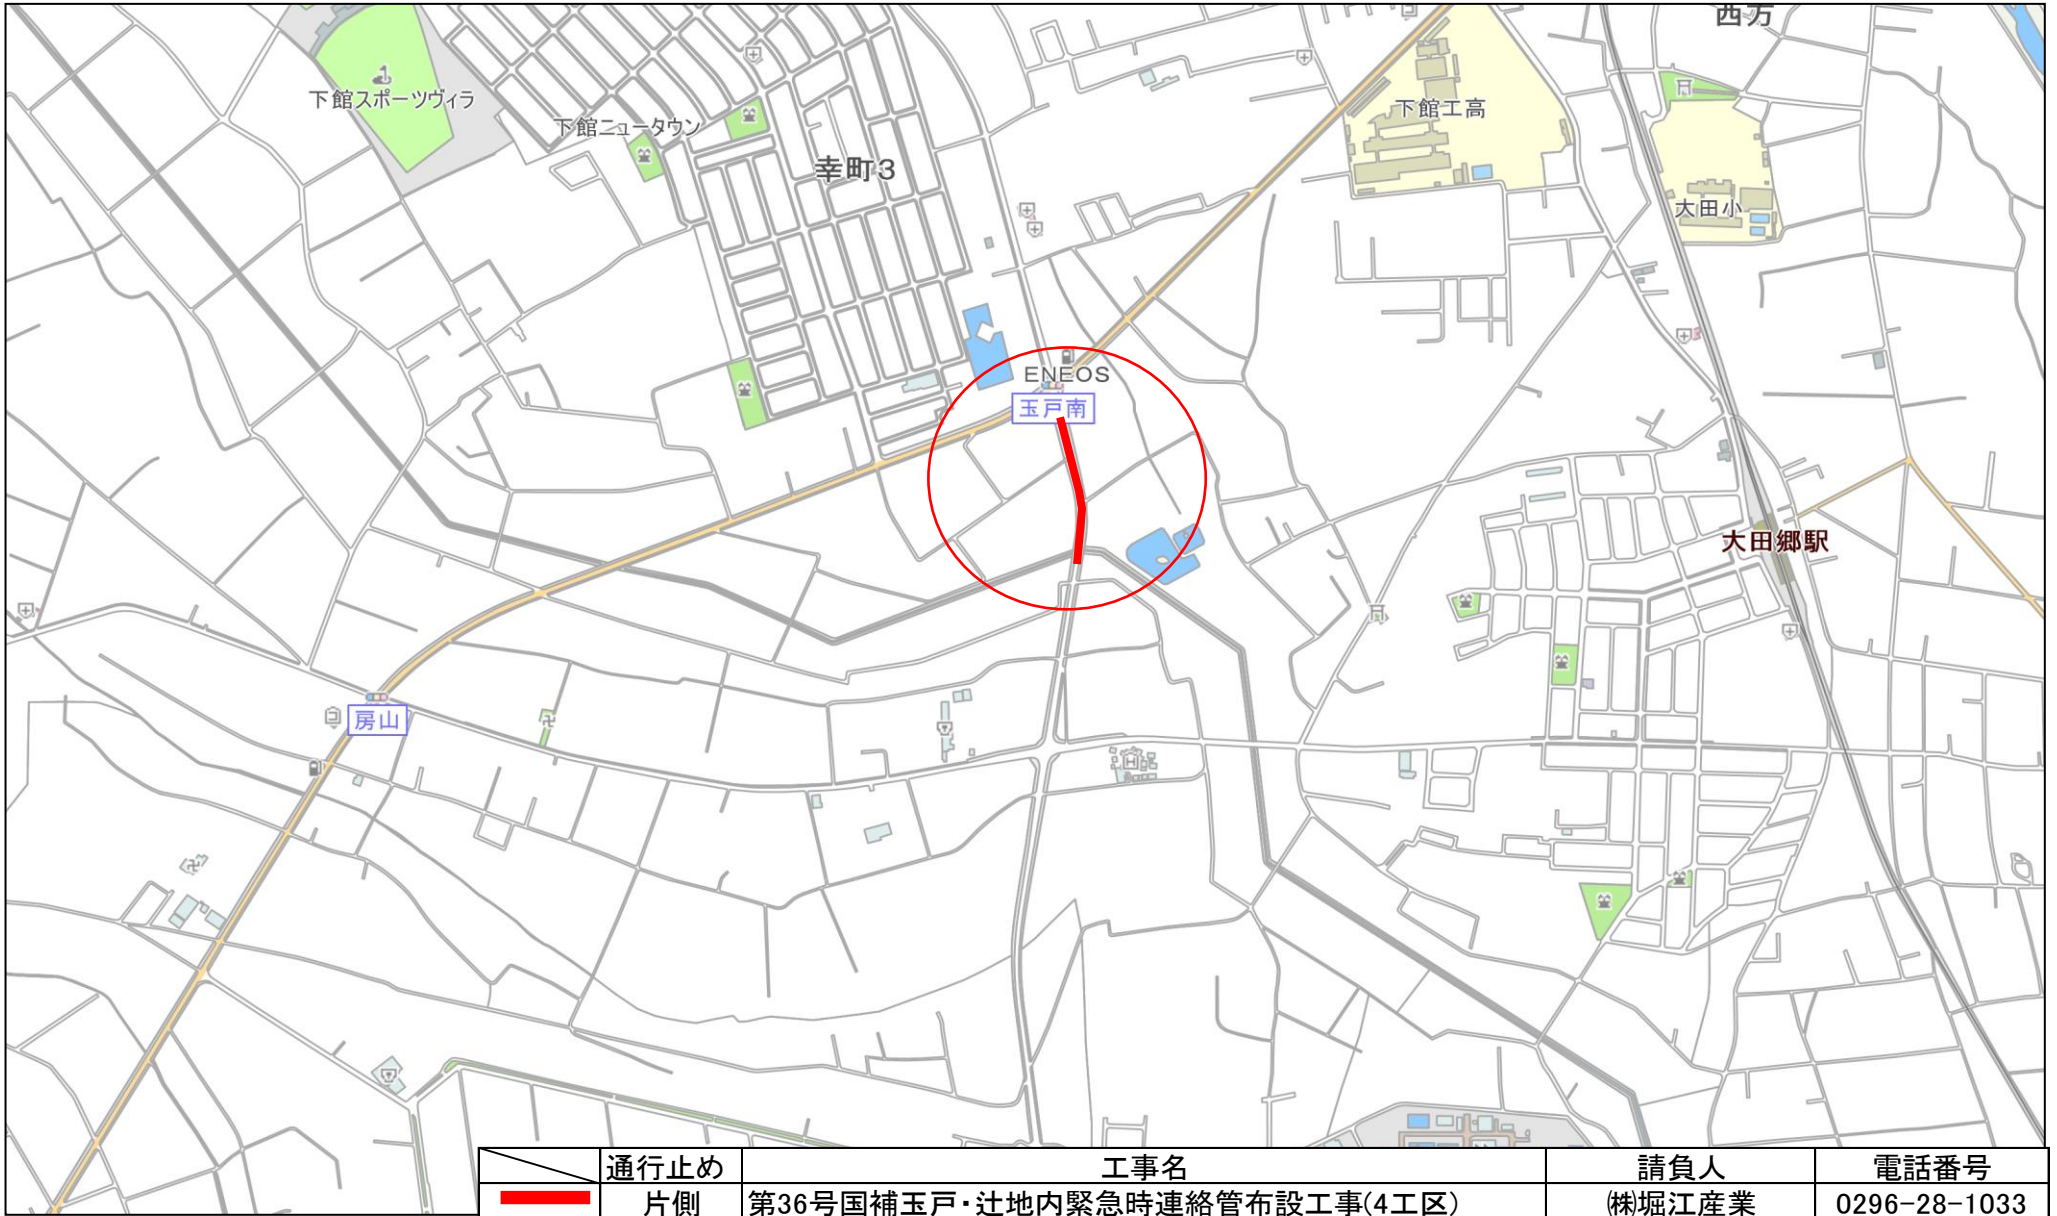 西方
下館スポーツヴィラ
下館ニュータウン
下館工高
幸町3
大田小
ENEOS
玉戸南
大田郷駅
房山
通行止め 工事名 請負人 電話番号
片側 第36号国補玉戸・辻地内緊急時連絡管布設工事(4工区) ㈱堀江産業 0296-28-1033